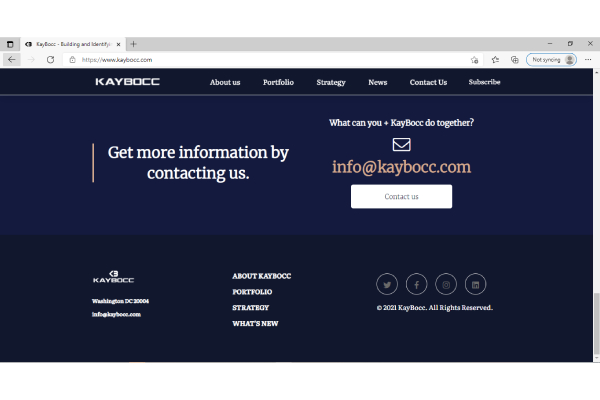 KayBocc - Building and Identifyi
https://www.kaybocc.com
Not syncing
KAYBOCC
About us
Portfolio
Strategy
News
Contact Us
Subscribe
What can you + KayBocc do together?
Get more information by
contacting us.
info@kaybocc.com
Contact us
KAYBOCC
Washington DC 20004
info@kaybocc.com
ABOUT KAYBOCC
PORTFOLIO
STRATEGY
WHAT'S NEW
© 2021 KayBocc. All Rights Reserved.